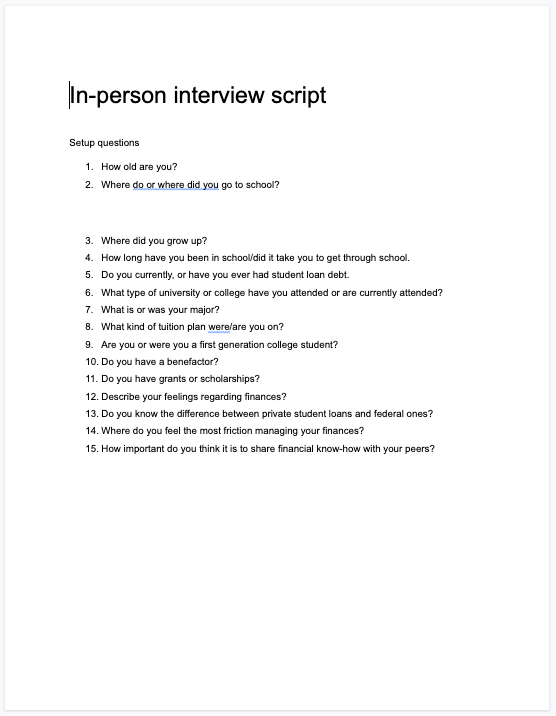 In-person interview script
Setup questions
1. How old are you?
2. Where do or where did you go to school?
3. Where did you grow up?
4. How long have you been in school/did it take you to get through school.
5. Do you currently, or have you ever had student loan debt.
6. What type of university or college have you attended or are currently attended?
7. What is or was your major?
8. What kind of tuition plan were/are you on?
9. Are you or were you a first generation college student?
10. Do you have a benefactor?
11. Do you have grants or scholarships?
12. Describe your feelings regarding finances?
13. Do you know the difference between private student loans and federal ones?
14. Where do you feel the most friction managing your finances?
15. How important do you think it is to share financial know-how with your peers?